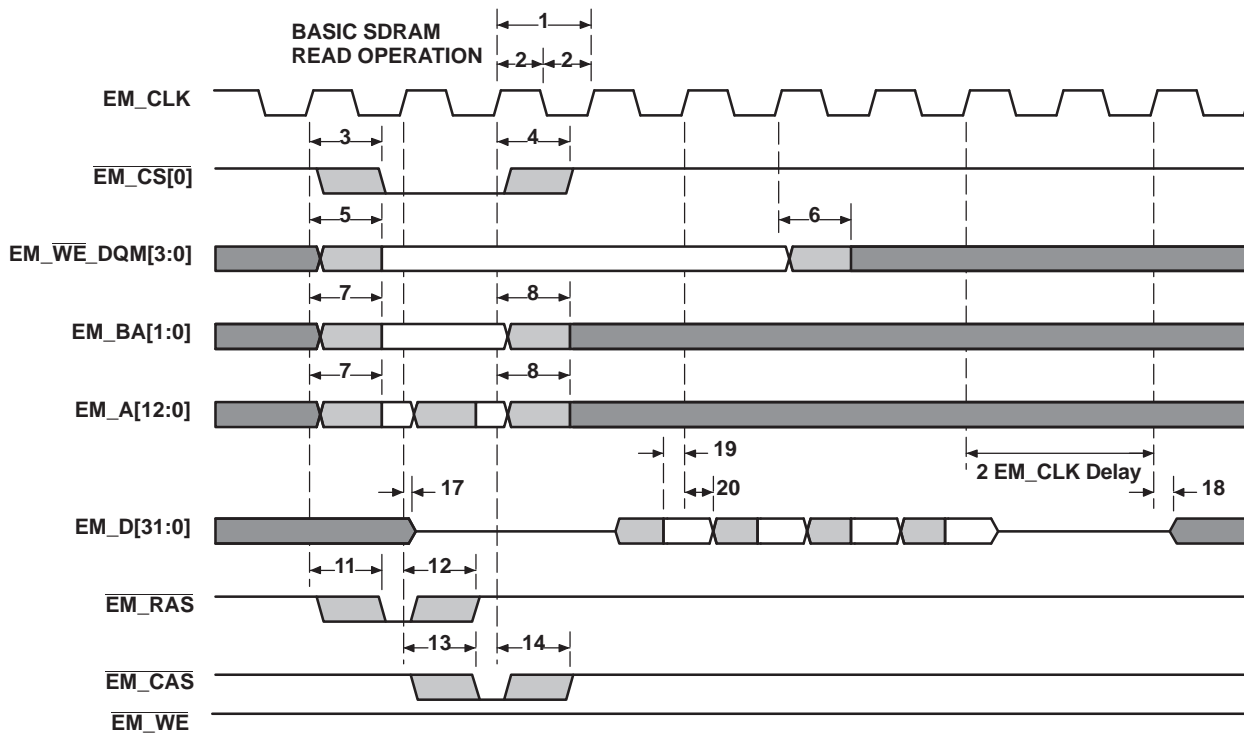 1
BASIC SDRAM
READ OPERATION
2 2
EM_CLK
3 4
EM_CS[0]
5 6
EM_WE_DQM[3:0]
7 8
EM_BA[1:0]
7 8
EM_A[12:0]
19
2 EM_CLK Delay
17 20 18
EM_D[31:0]
11 12
EM_RAS
13 14
EM_CAS
EM_WE